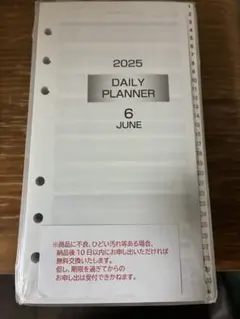 2025
DAILY
PLANNER
6
JUNE
※商品に不良、ひどい汚れ等ある場合、
納品後10日以内にお申し出いただければ
無料交換いたします。
但し、期限を過ぎてからの
お申し出は受付できかねます。